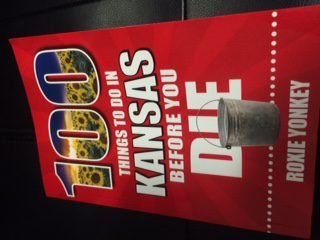 100
THINGS TO DO IN
KANSAS
BEFORE YOU
DIE
ROXIE YONKEY